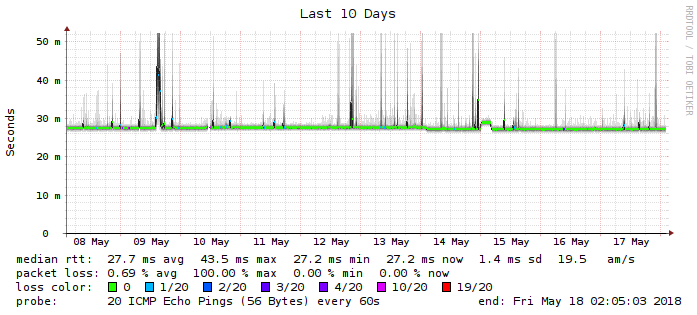 Last 10 Days
RRDTOOL / TOBI OETIKER
Seconds
50 m
40 m
30 m
20 m
10 m
0
08 May 09 May 10 May 11 May 12 May 13 May 14 May 15 May 16 May 17 May
median rtt: 27.7 ms avg 43.5 ms max 27.2 ms min 27.2 ms now 1.4 ms sd 19.5 am/s
packet loss: 0.69 % avg 100.00 % max 0.00 % min 0.00 % now
loss color: 0 1/20 2/20 3/20 4/20 10/20 19/20
probe: 20 ICMP Echo Pings (56 Bytes) every 60s end: Fri May 18 02:05:03 2018